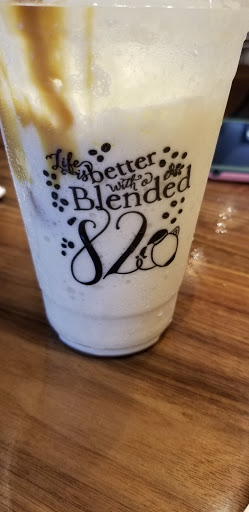 Life is better
with a
Blended
'820